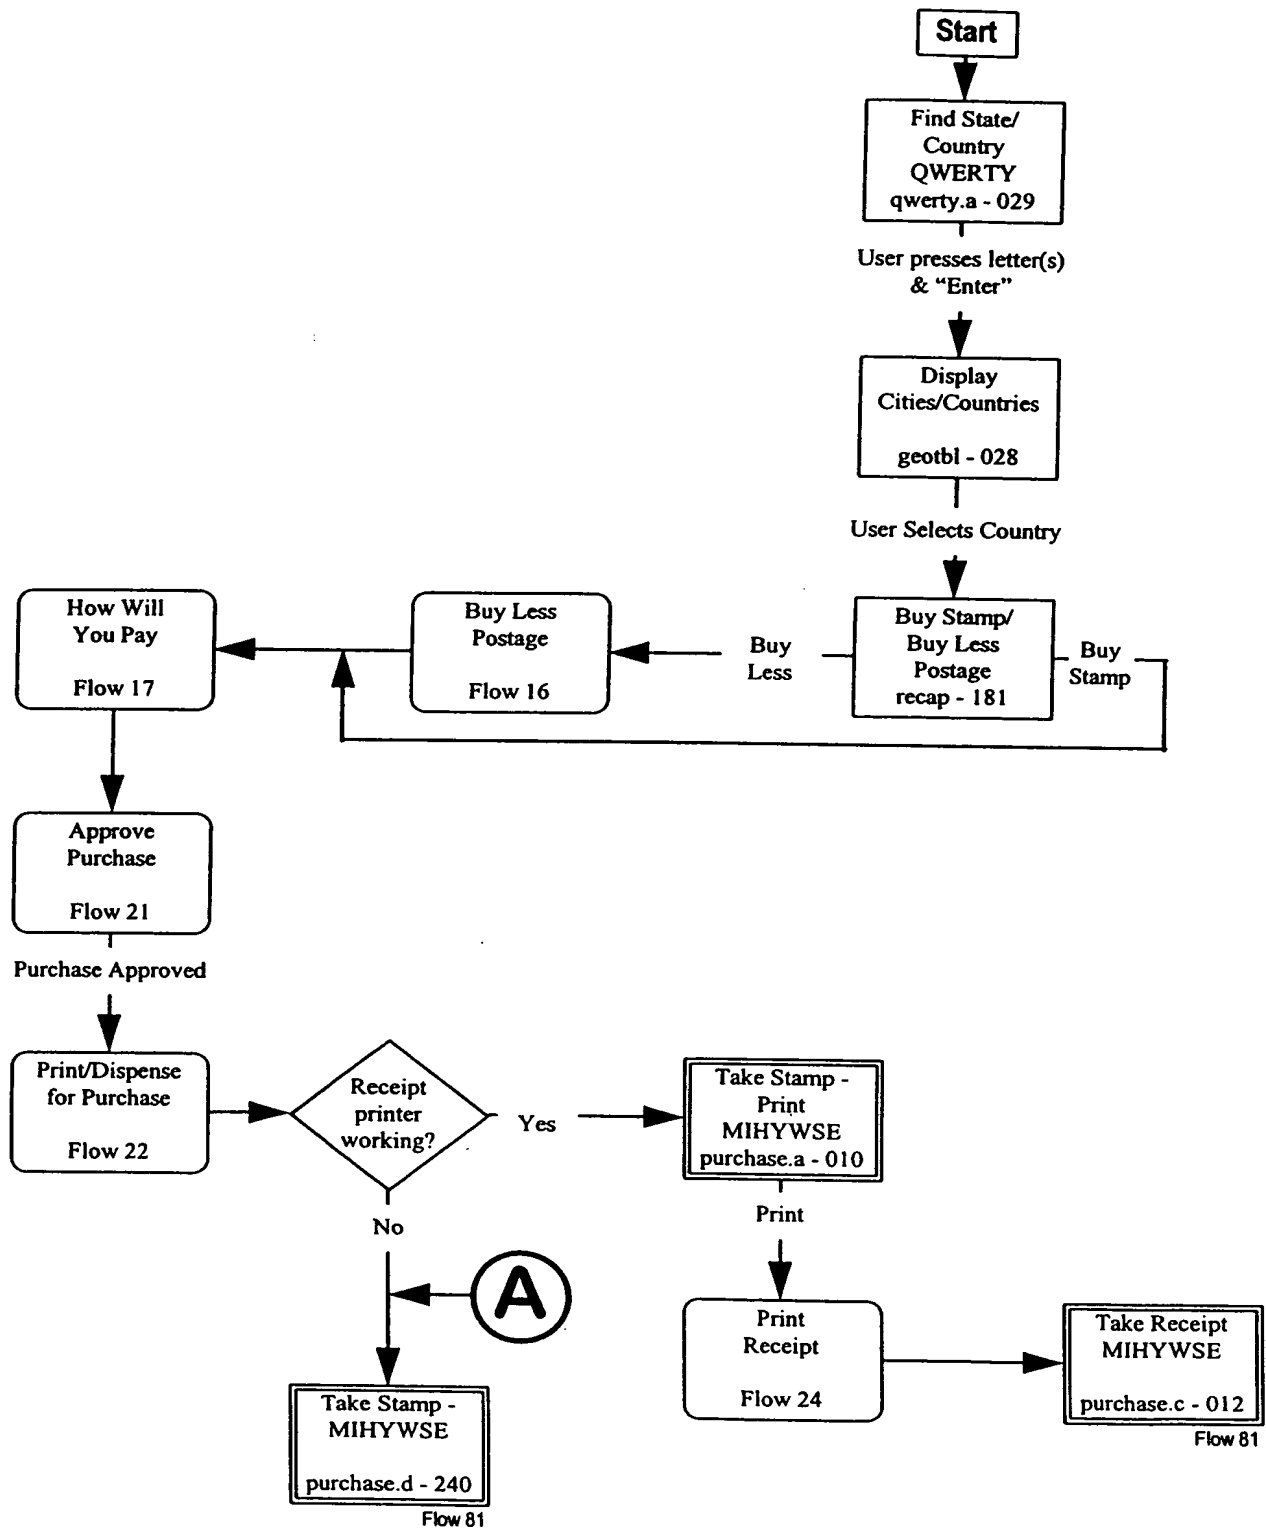 Start
Find State/
Country
QWERTY
qwerty.a - 029
User presses letter(s)
& “Enter”
Display
Cities/Countries
geotbl - 028
User Selects Country
Buy Stamp/
Buy Less
Postage
recap - 181
Buy
Stamp
Buy
Less
Buy Less
Postage
Flow 16
How Will
You Pay
Flow 17
Approve
Purchase
Flow 21
Purchase Approved
Print/Dispense
for Purchase
Flow 22
Receipt
printer
working?
Yes
No
A
Take Stamp -
MIHYWSE
purchase.d - 240
Flow 81
Take Stamp -
Print
MIHYWSE
purchase.a - 010
Print
Print
Receipt
Flow 24
Take Receipt
MIHYWSE
purchase.c - 012
Flow 81